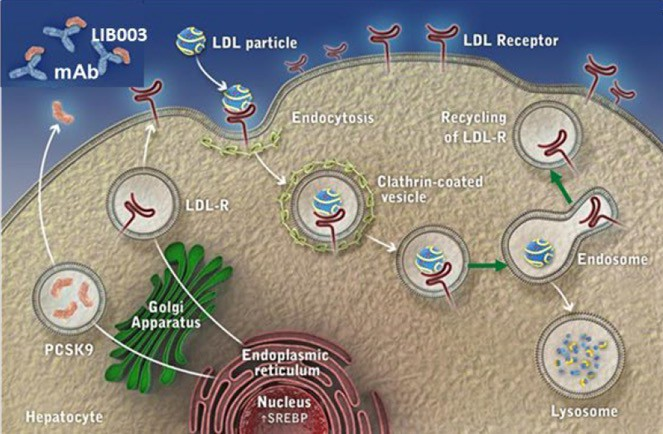 LIB003
mAb
LDL particle
LDL Receptor
Endocytosis
Recycling
of LDL-R
Clathrin-coated
vesicle
LDL-R
Endosome
Golgi
Apparatus
PCSK9
Endoplasmic
reticulum
Nucleus
↑SREBP
Hepatocyte
Lysosome